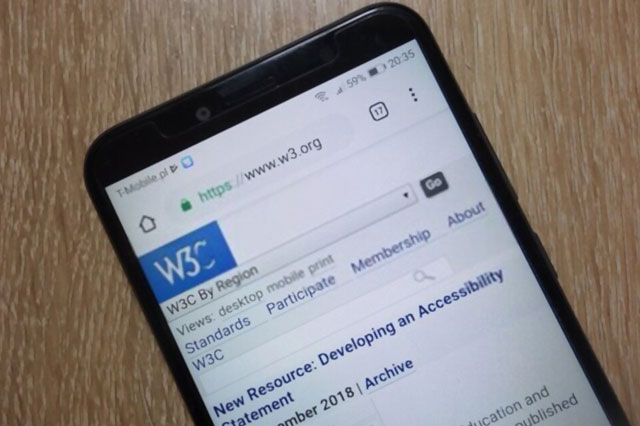 T-Mobile.pl 59% 20:35
https://www.w3.org 17
W3C
W3C By Region Go
Views: desktop mobile print
Standards Participate Membership About
W3C
New Resource: Developing an Accessibility
Statement
ember 2018 | Archive
ducation and
published